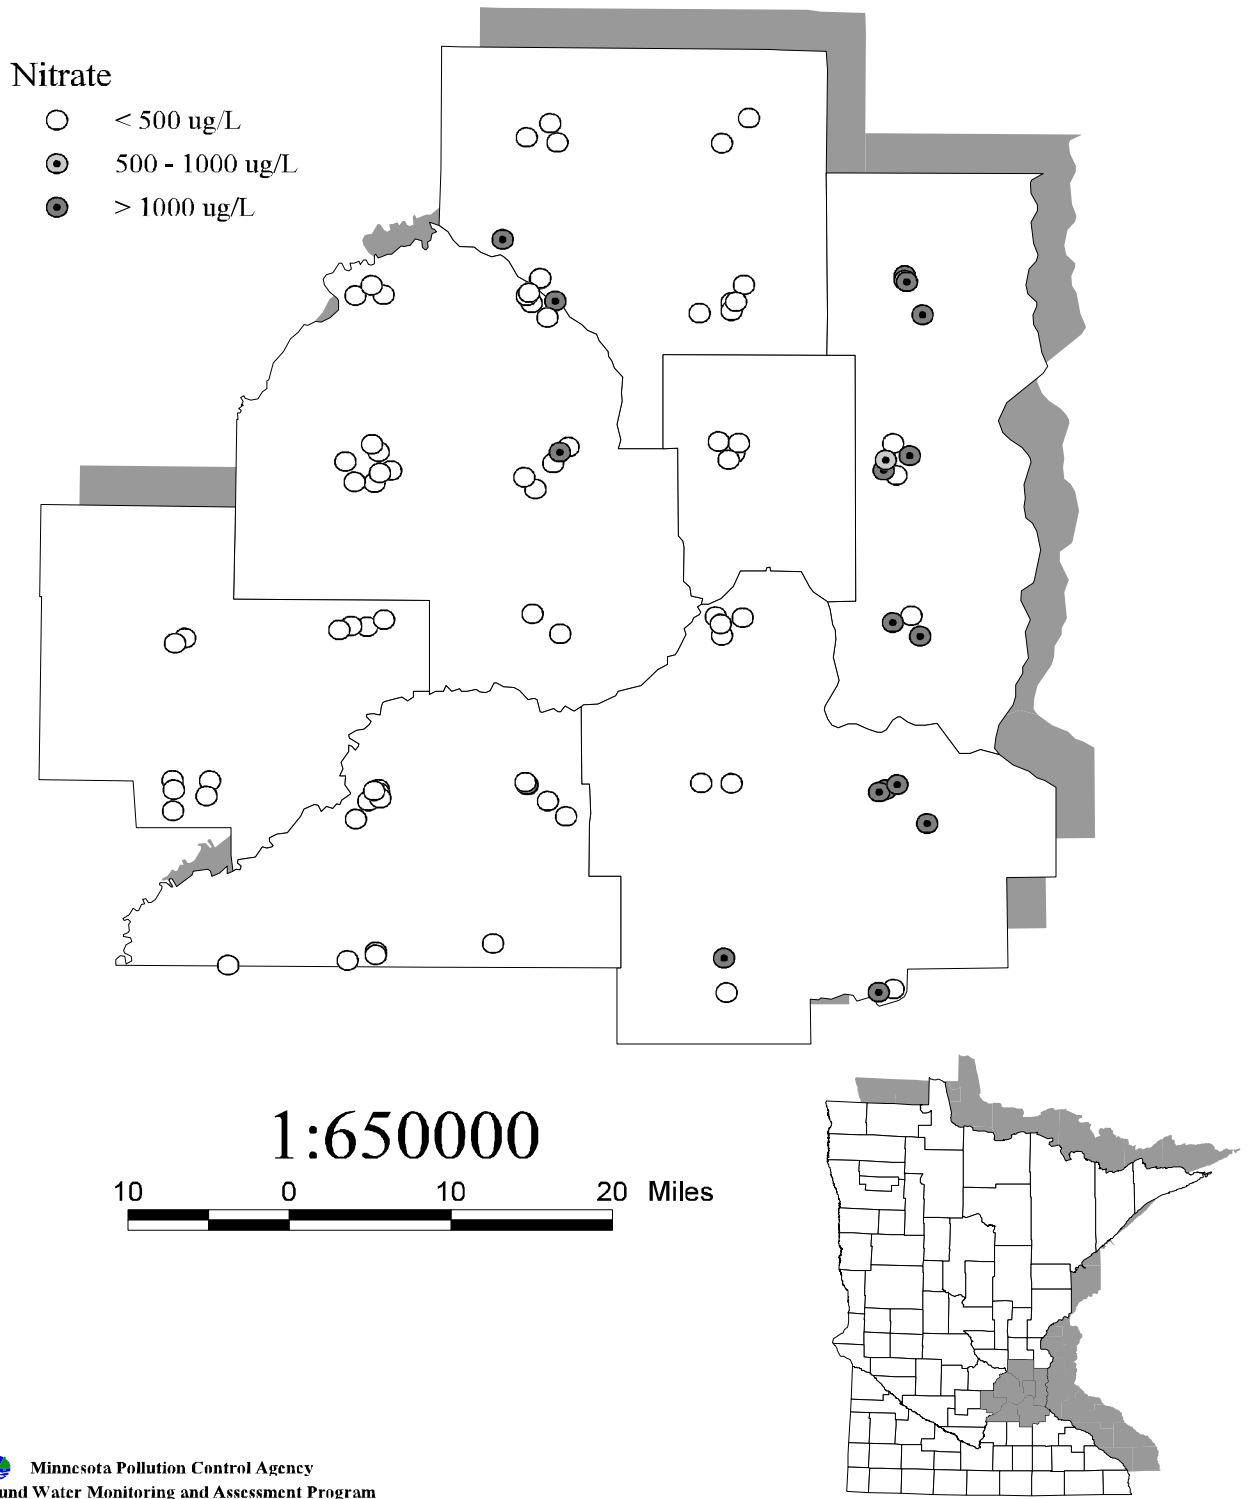 Nitrate
< 500 ug/L
500 - 1000 ug/L
> 1000 ug/L
1:650000
10 0 10 20 Miles
Minnesota Pollution Control Agency
und Water Monitoring and Assessment Program